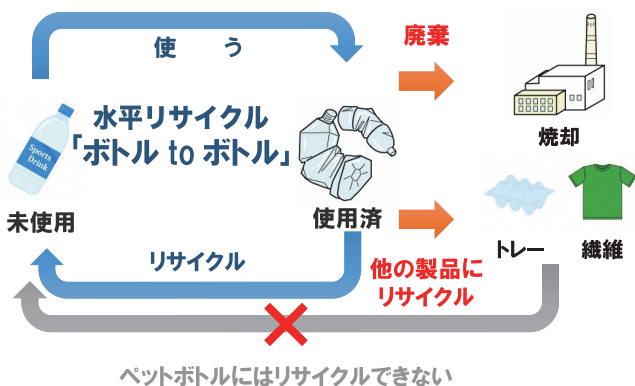 使う
廃棄
水平リサイクル
「ボトル to ボトル」
Sports
Drink
焼却
未使用
使用済
トレー
繊維
リサイクル
他の製品に
リサイクル
ペットボトルにはリサイクルできない